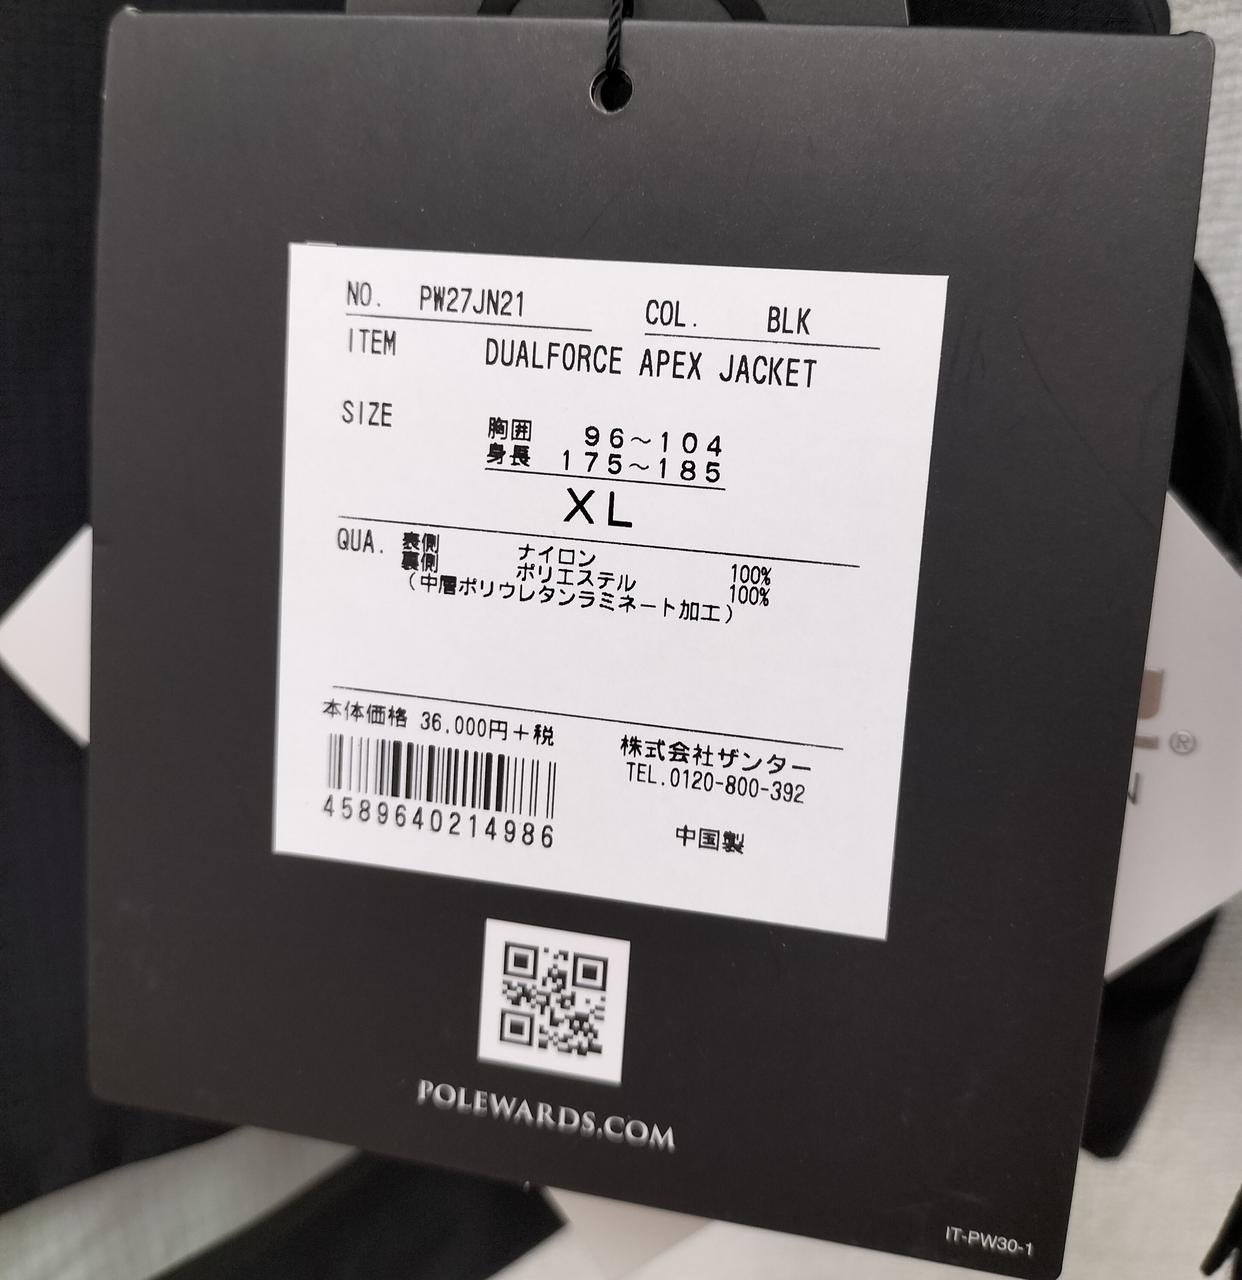 NO. PW27JN21 COL. BLK
ITEM DUALFORCE APEX JACKET
SIZE
胸囲 96~104
身長 175~185
XL
QUA. 表側 ナイロン 100%
裏側 ポリエステル 100%
(中層ポリウレタンラミネート加工)
本体価格 36.000円+税
株式会社ザンター
TEL.0120-800-392
4589640214986
中国製
POLEWARDS.COM
IT-PW30-1
®